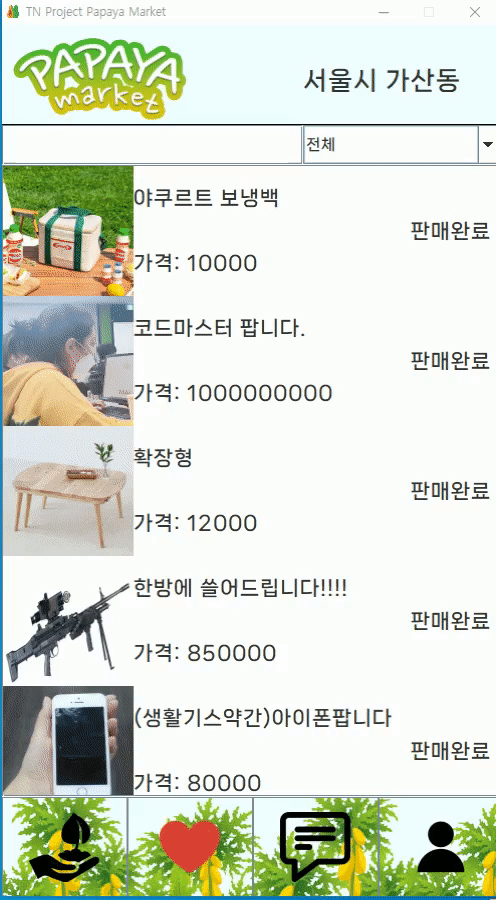 TN Project Papaya Market
PAPAYA
market
서울시 가산동
전체
야쿠르트 보냉백
판매완료
가격: 10000
코드마스터 팝니다.
판매완료
가격: 1000000000
확장형
판매완료
가격: 12000
한방에 쓸어드립니다!!!!
판매완료
가격: 850000
(생활기스약간)아이폰팝니다
판매완료
가격: 80000